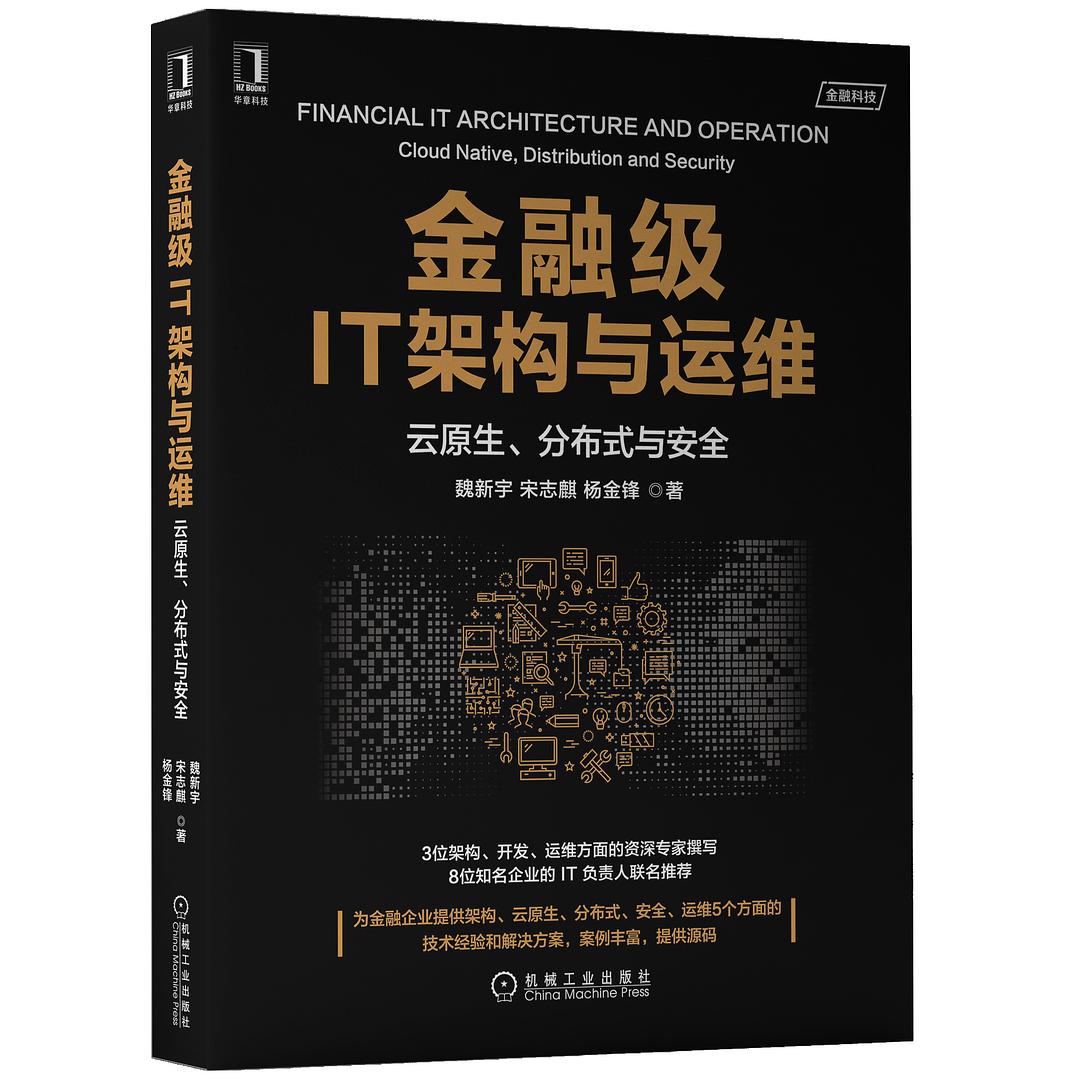 HZ BOOKS
华章科技
金融级IT架构与运维
云原生、分布式与安全
魏新宇
宋志麒
杨金锋
◎著
机械工业出版社
China Machine Press
HZ BOOKS
华章科技
金融科技
FINANCIAL IT ARCHITECTURE AND OPERATION
Cloud Native, Distribution and Security
金融级
IT架构与运维
云原生、分布式与安全
魏新宇 宋志麒 杨金锋 ◎著
3位架构、开发、运维方面的资深专家撰写
8位知名企业的 IT 负责人联名推荐
为金融企业提供架构、云原生、分布式、安全、运维5个方面的
技术经验和解决方案，案例丰富，提供源码
机械工业出版社
China Machine Press